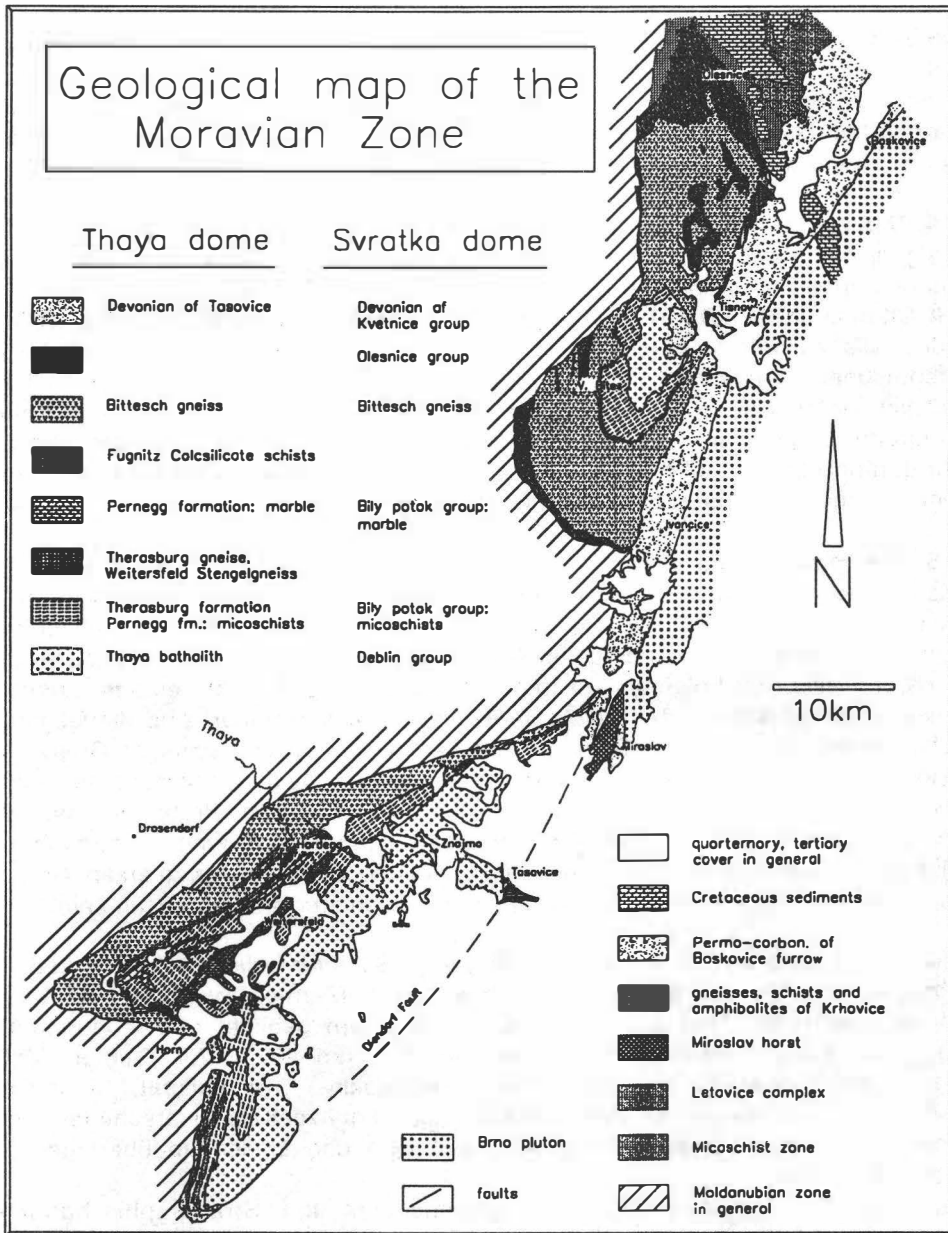 Geological map of the
Moravian Zone
Thaya dome
Svratka dome
Devonian of Tasovice
Devonian of
Kvetnice group
Olesnice group
Bittesch gneiss
Bittesch gneiss
Fugnitz Calcsilicate schists
Pernegg formation: marble
Bily potok group:
marble
Therasburg gneise,
Weitersfeld Stengelgneiss
Therasburg formation
Pernegg fm.: micaschists
Bily potok group:
micaschists
Thaya batholith
Deblin group
Olesnice
Boskovice
Tisnov
Ivancice
N
10km
Miroslav
Thaya
Drosendorf
Hardegg
Znojmo
Tasovice
Weitersfeld
Horn
Diendorf Fault
quarternary, tertiary
cover in general
Cretaceous sediments
Permo-carbon. of
Boskovice furrow
gneisses, schists and
amphibolites of Krhovice
Miroslav horst
Letovice complex
Micaschist zone
Moldanubian zone
in general
Brno pluton
faults